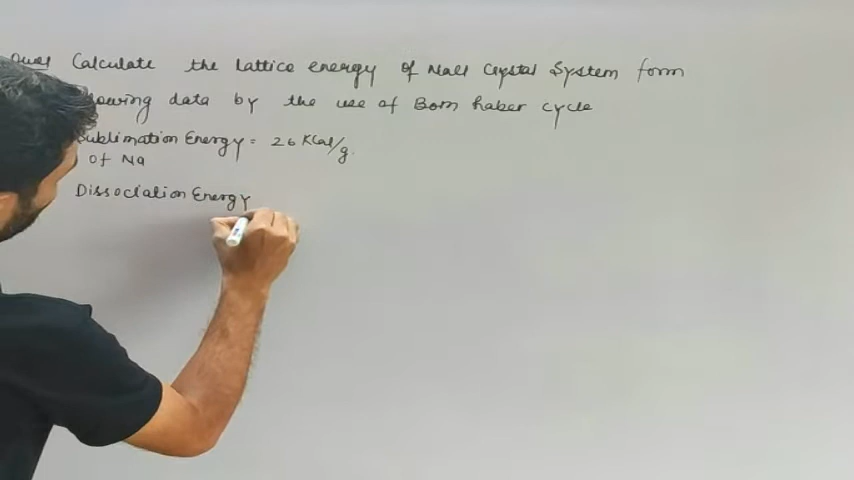 Ques Calculate the lattice energy of Nacl Crystal System form
lowing data by the use of Born haber cycle
Sublimation Energy = 26 KCal/g.
of Na
Dissociation Energy